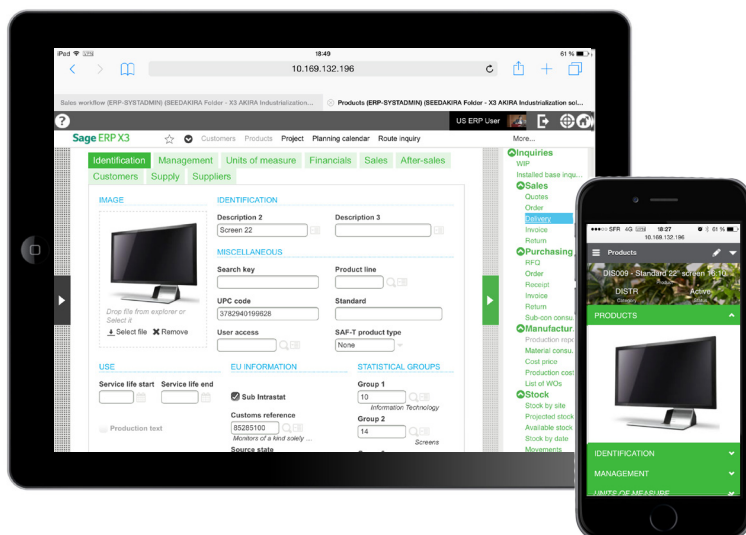 iPad
18:49
61 %
10.169.132.196
Sales workflow (ERP-SYSTADMIN) (SEEDAKIRA Folder - X3 AKIRA Industrialization...
Products (ERP-SYSTADMIN) (SEEDAKIRA Folder - X3 AKIRA Industrialization sol...
?
US ERP User
Sage ERP X3
Customers Products Project Planning calendar Route inquiry
More...
Identification Management Units of measure Financials Sales After-sales
Customers Supply Suppliers
IMAGE
Drop file from explorer or
Select it
Select file Remove
IDENTIFICATION
Description 2 Description 3
Screen 22
MISCELLANEOUS
Search key Product line
UPC code Standard
3782940199628
User access SAF-T product type
None
USE
Service life start Service life end
Production text
EU INFORMATION
Sub Intrastat
Customs reference
85285100
Monitors of a kind solely ...
Source state
STATISTICAL GROUPS
Group 1
10
Information Technology
Group 2
14
Screens
Inquiries
WIP
Installed base inqu...
Sales
Quotes
Order
Delivery
Invoice
Return
Purchasing
RFQ
Order
Receipt
Invoice
Return
Sub-con consu...
Manufactur...
Production repo
Material consu.
Cost price
Production cost
List of WOs
Stock
Stock by site
Projected stock
Available stock
Stock by date
Movements
SFR 4G 18:27 61 %
10.169.132.196
Products
DIS009 - Standard 22" screen 16:10
Product
DISTR Active
Category Status
PRODUCTS
IDENTIFICATION
MANAGEMENT
UNITS OF MEASURE